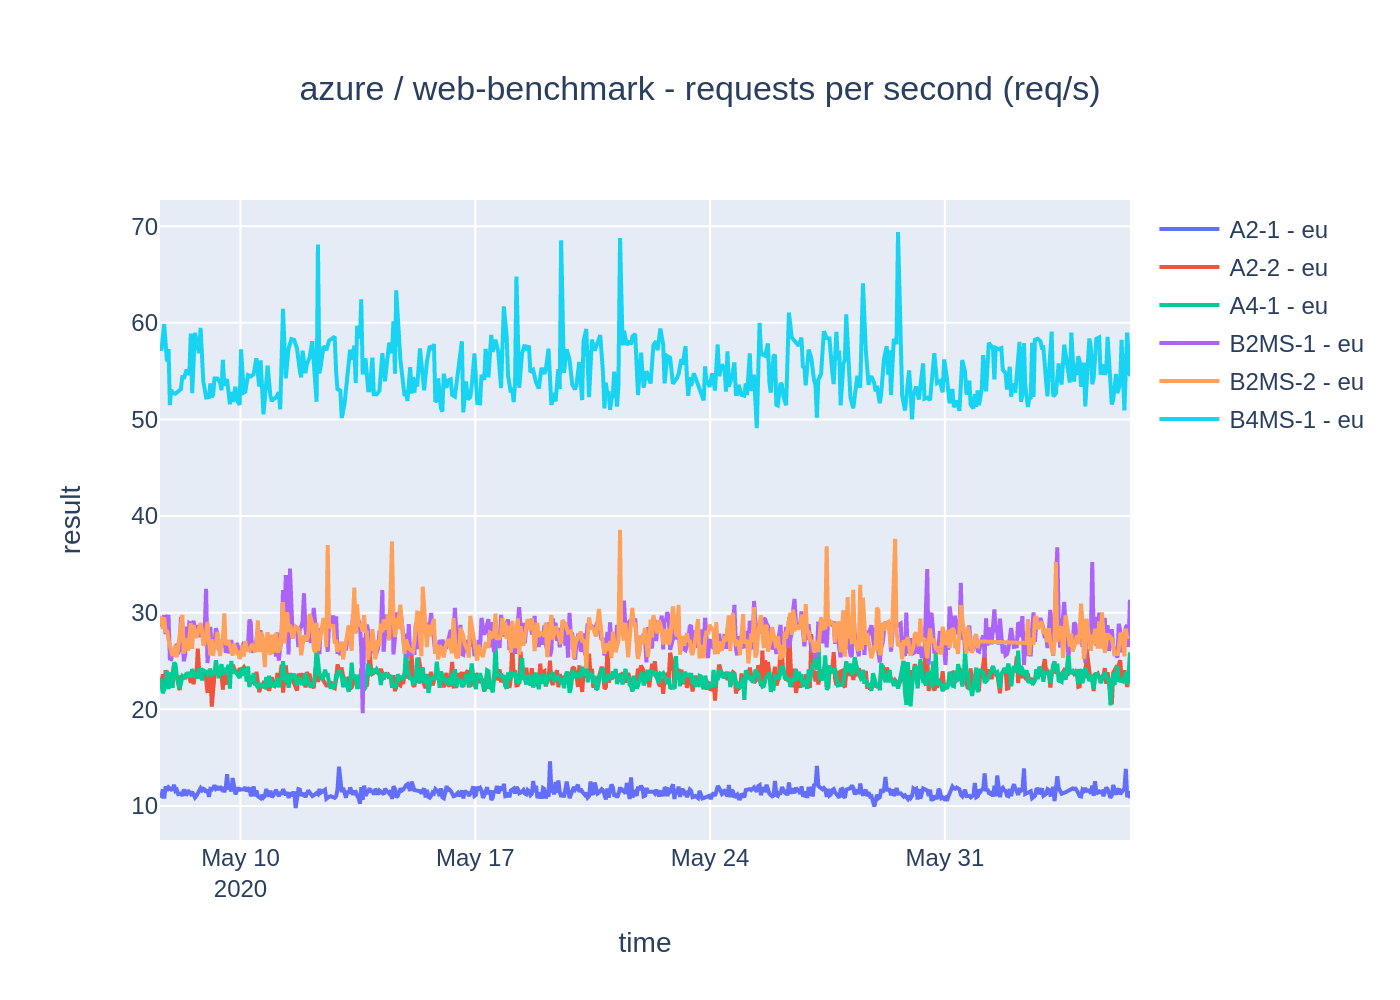 azure / web-benchmark - requests per second (req/s)
70
60
50
40
30
20
10
result
May 10
2020
May 17
May 24
May 31
time
A2-1 - eu
A2-2 - eu
A4-1 - eu
B2MS-1 - eu
B2MS-2 - eu
B4MS-1 - eu